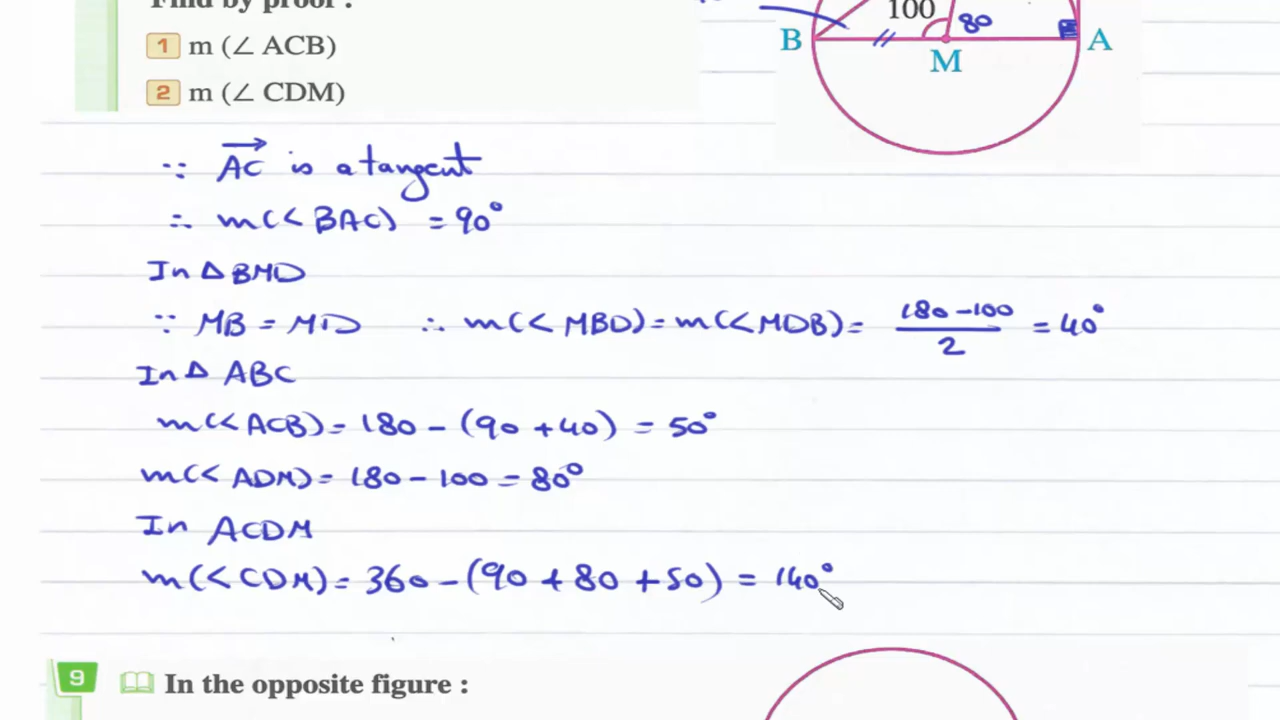 Find by proof :
100
80
B
A
1 m (∠ ACB)
M
2 m (∠ CDM)
∵ AC is a tangent
∴ m(< BAC) = 90°
In Δ BMD
∵ MB = MD ∴ m(< MBD) = m(< MDB) = 180 - 100 / 2 = 40°
In Δ ABC
m(< ACB) = 180 - (90 + 40) = 50°
m(< ADM) = 180 - 100 = 80°
In ACDM
m(< CDM) = 360 - (90 + 80 + 50) = 140°
9 In the opposite figure :